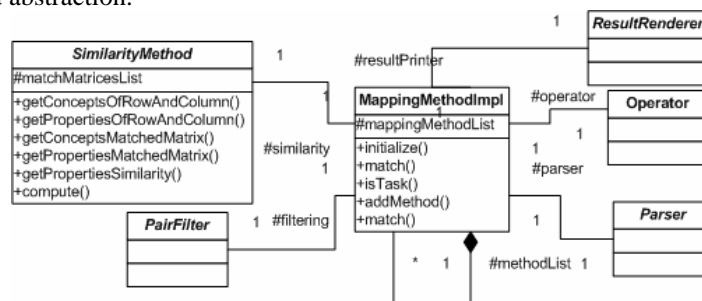 abstraction.
SimilarityMethod
#matchMatricesList
+getConceptsOfRowAndColumn()
+getPropertiesOfRowAndColumn()
+getConceptsMatchedMatrix()
+getPropertiesMatchedMatrix()
+getPropertiesSimilarity()
+compute()
1
1
#similarity
1
PairFilter
1 #filtering
#resultPrinter
1
ResultRenderer
MappingMethodImpl
1
#mappingMethodList
+initialize()
+match()
+isTask()
+addMethod()
+match()
#operator
1
Operator
1
#parser
1
Parser
* 1 #methodList 1